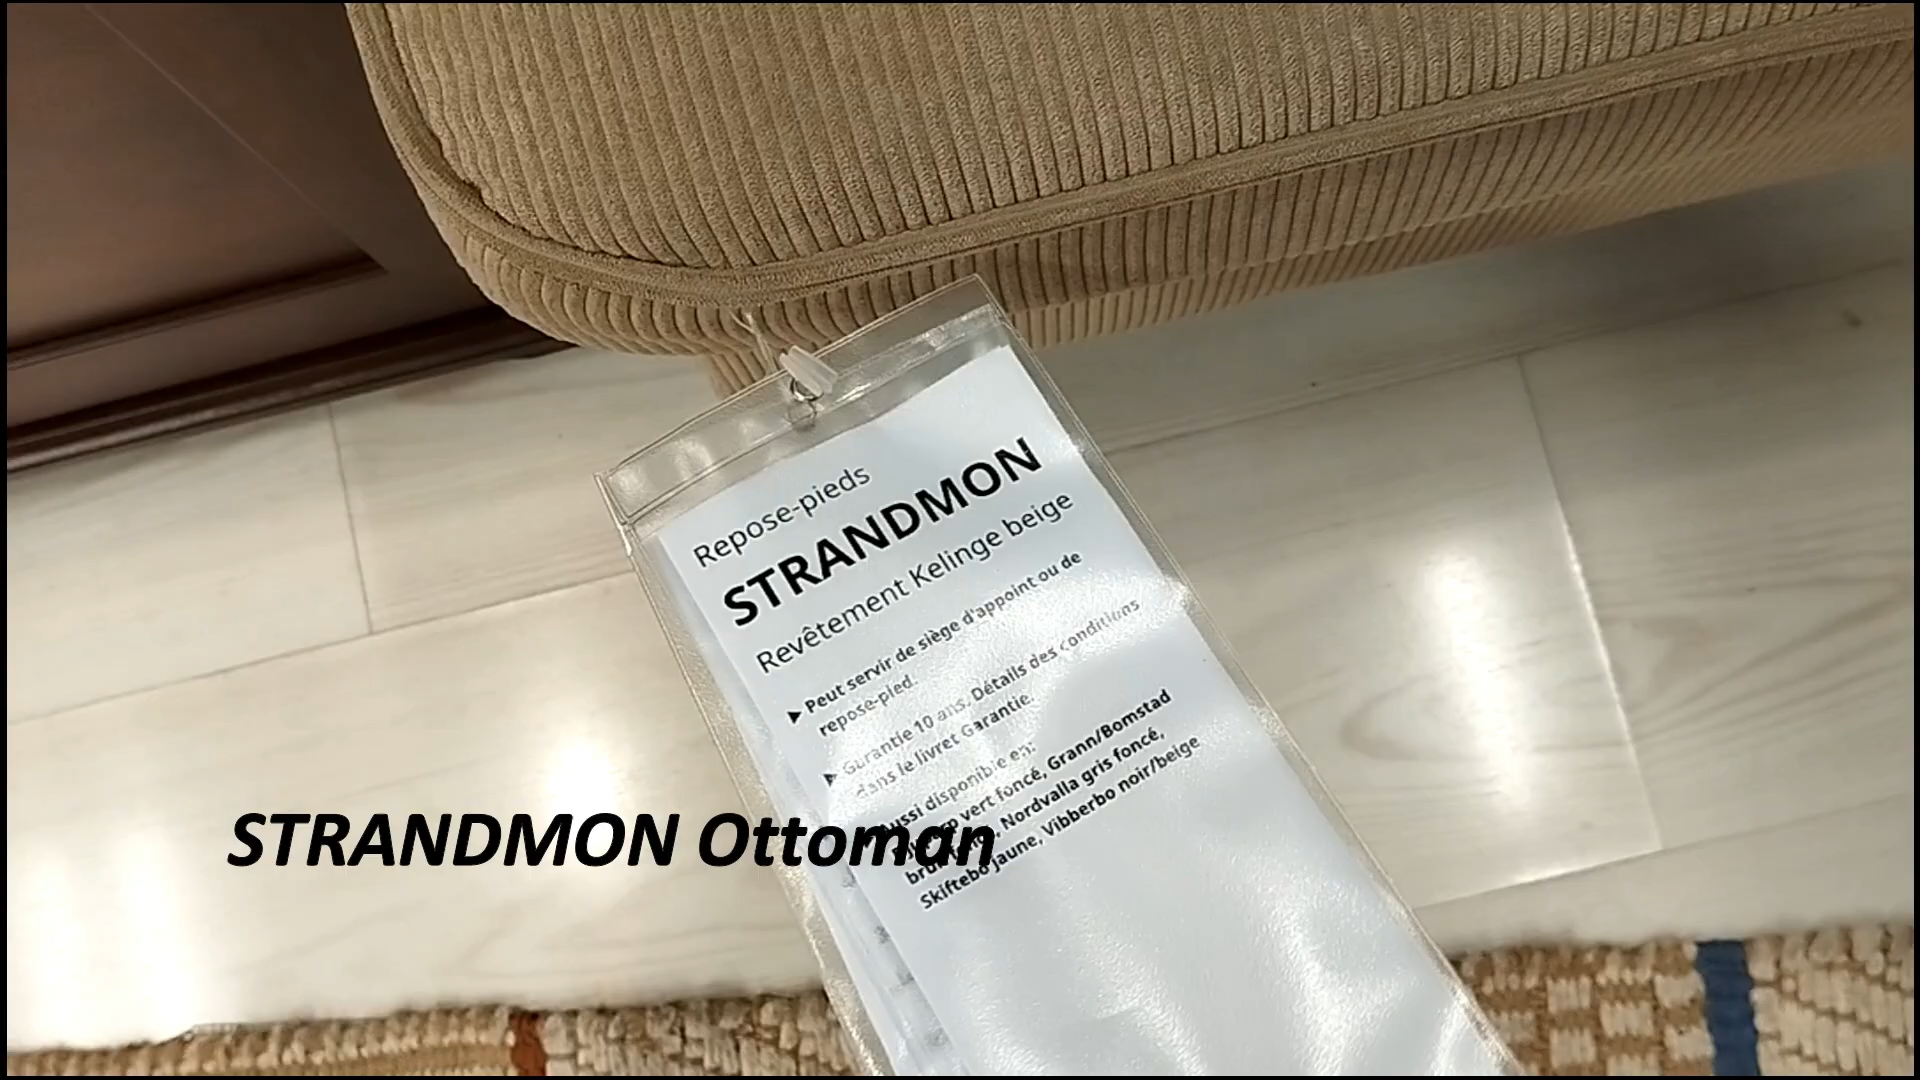 Repose-pieds
STRANDMON
Revêtement Kelinge beige
▶ Peut servir de siège d'appoint ou de
repose-pied.
▶ Garantie 10 ans. Détails des conditions
dans le livret Garantie.
Aussi disponible en:
vert foncé, Grann/Bomstad
Nordvalla gris foncé,
Skiftebo jaune, Vibberbo noir/beige
STRANDMON Ottoman